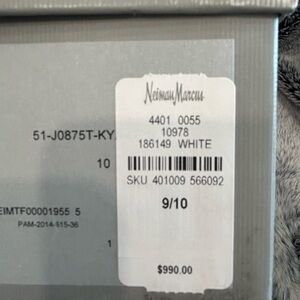 Neiman Marcus
4401 0055
10978
186149 WHITE
SKU 401009 566092
9/10
$990.00
51-J0875T-KY
10
EIMTF00001955 5
PAM-2014-515-36
1